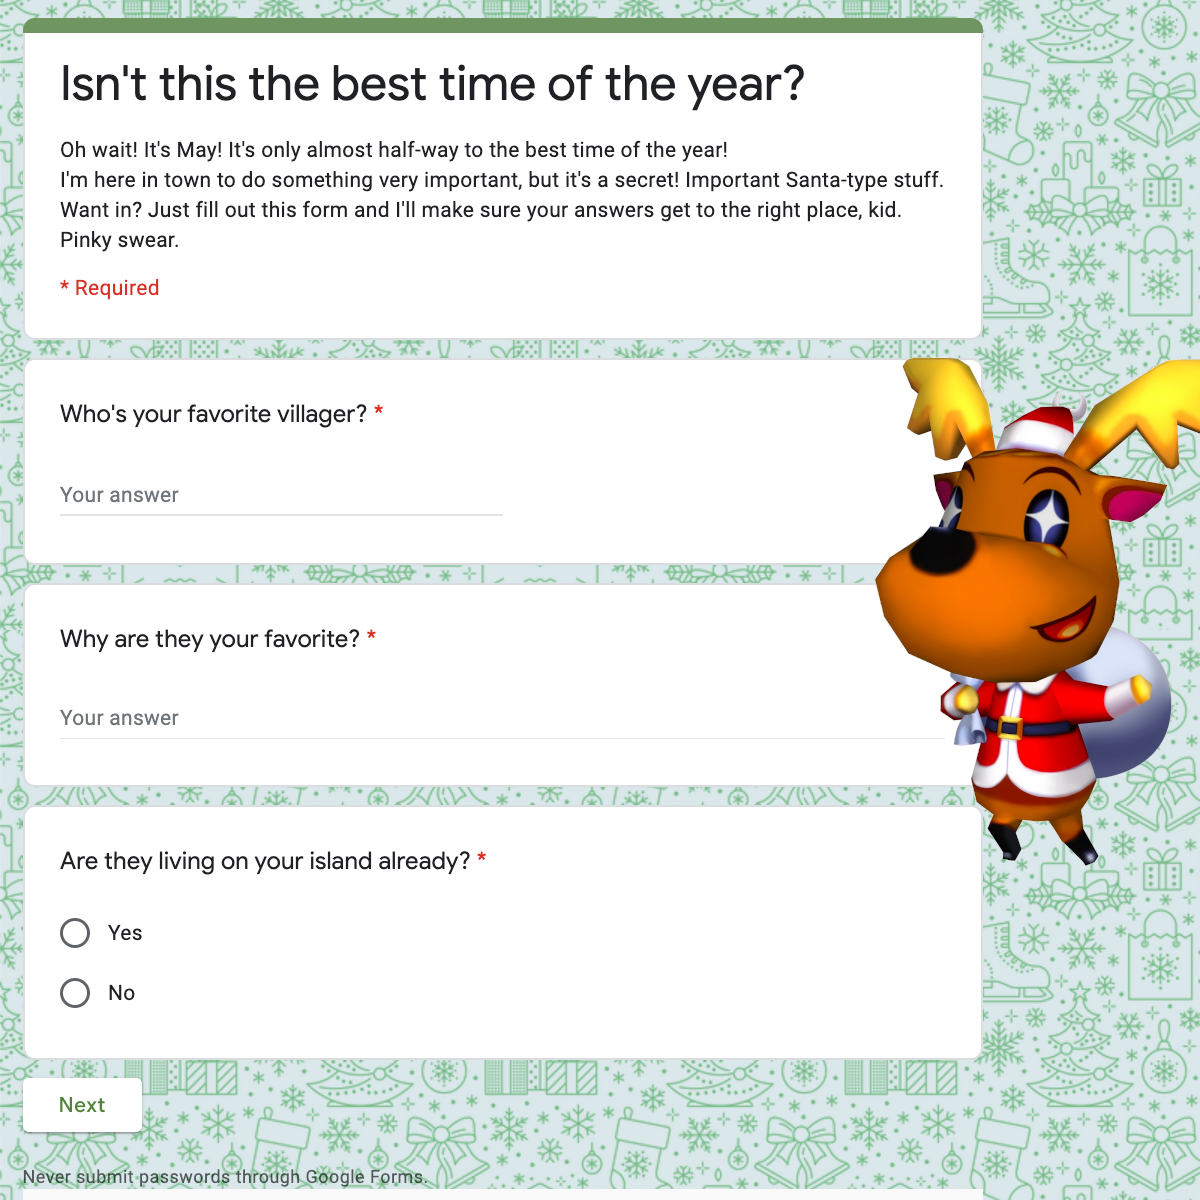 Isn't this the best time of the year?
Oh wait! It's May! It's only almost half-way to the best time of the year!
I'm here in town to do something very important, but it's a secret! Important Santa-type stuff.
Want in? Just fill out this form and I'll make sure your answers get to the right place, kid.
Pinky swear.
* Required
Who's your favorite villager? *
Your answer
Why are they your favorite? *
Your answer
Are they living on your island already? *
Yes
No
Next
Never submit passwords through Google Forms.